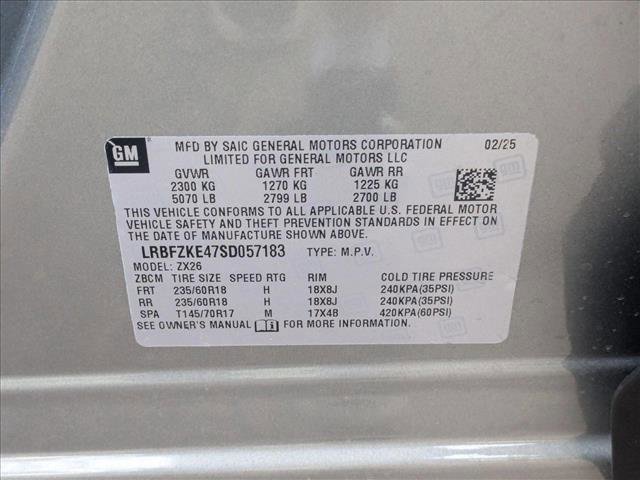 GM MFD BY SAIC GENERAL MOTORS CORPORATION 02/25
LIMITED FOR GENERAL MOTORS LLC
GVWR GAWR FRT GAWR RR
2300 KG 1270 KG 1225 KG
5070 LB 2799 LB 2700 LB
THIS VEHICLE CONFORMS TO ALL APPLICABLE U.S. FEDERAL MOTOR
VEHICLE SAFETY AND THEFT PREVENTION STANDARDS IN EFFECT ON
THE DATE OF MANUFACTURE SHOWN ABOVE.
LRBFZKE47SD057183 TYPE: M.P.V.
MODEL: ZX26
ZBCM TIRE SIZE SPEED RTG RIM COLD TIRE PRESSURE
FRT 235/60R18 H 18X8J 240KPA(35PSI)
RR 235/60R18 H 18X8J 240KPA(35PSI)
SPA T145/70R17 M 17X4B 420KPA(60PSI)
SEE OWNER'S MANUAL FOR MORE INFORMATION.